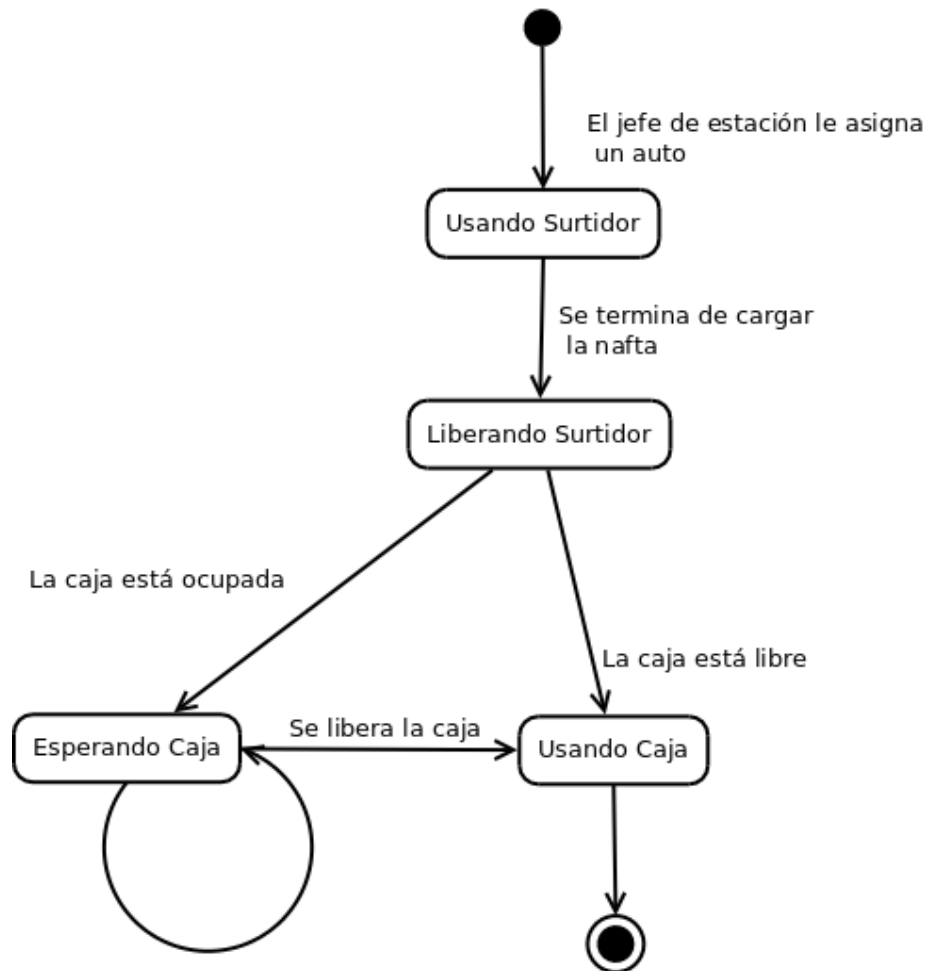 El jefe de estación le asigna
un auto
Usando Surtidor
Se termina de cargar
la nafta
Liberando Surtidor
La caja está ocupada
La caja está libre
Se libera la caja
Esperando Caja
Usando Caja